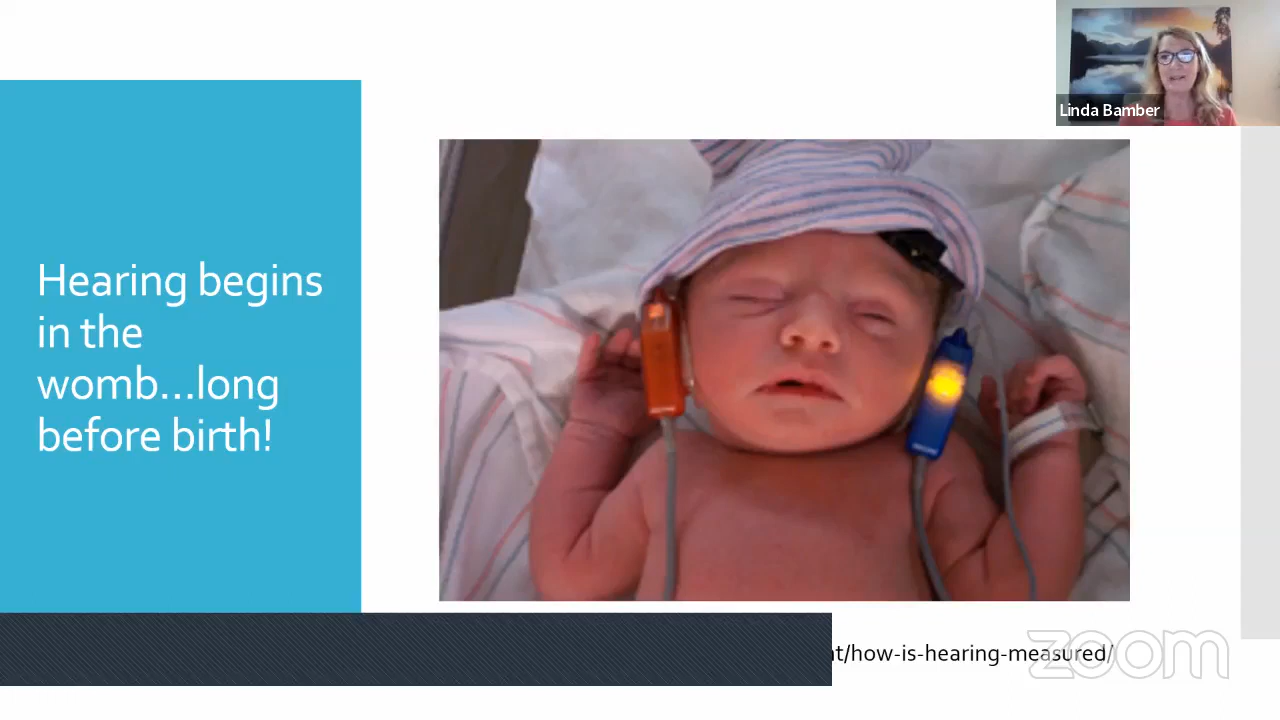 Linda Bamber
Hearing begins
in the
womb...long
before birth!
/how-is-hearing-measured/
zoom